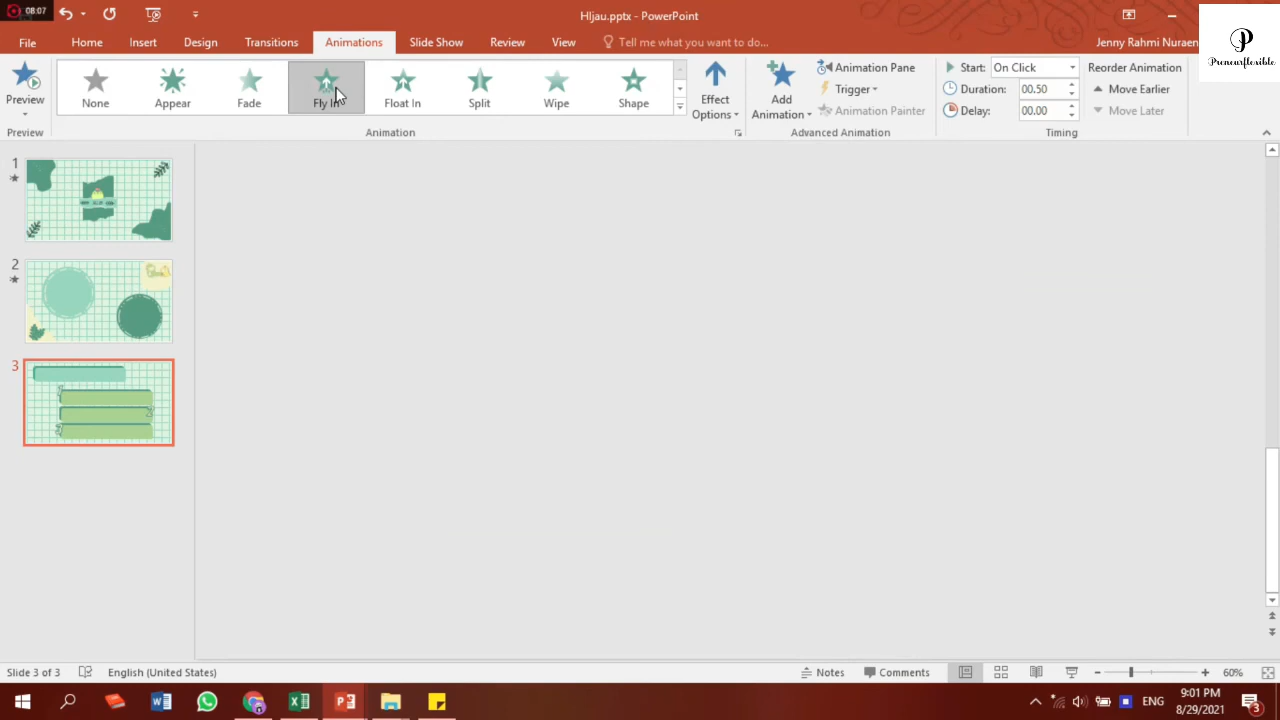 08:07
HIjau.pptx - PowerPoint
File Home Insert Design Transitions Animations Slide Show Review View Tell me what you want to do... Jenny Rahmi Nuraen
Prencurflexible
Preview
None Appear Fade Fly In Float In Split Wipe Shape
Effect Options
Add Animation
Animation Pane
Trigger
Animation Painter
Start: On Click
Duration: 00.50
Delay: 00.00
Reorder Animation
Move Earlier
Move Later
Preview Animation Advanced Animation Timing
1
2
3
Slide 3 of 3 English (United States) Notes Comments 60%
ENG
9:01 PM
8/29/2021
3